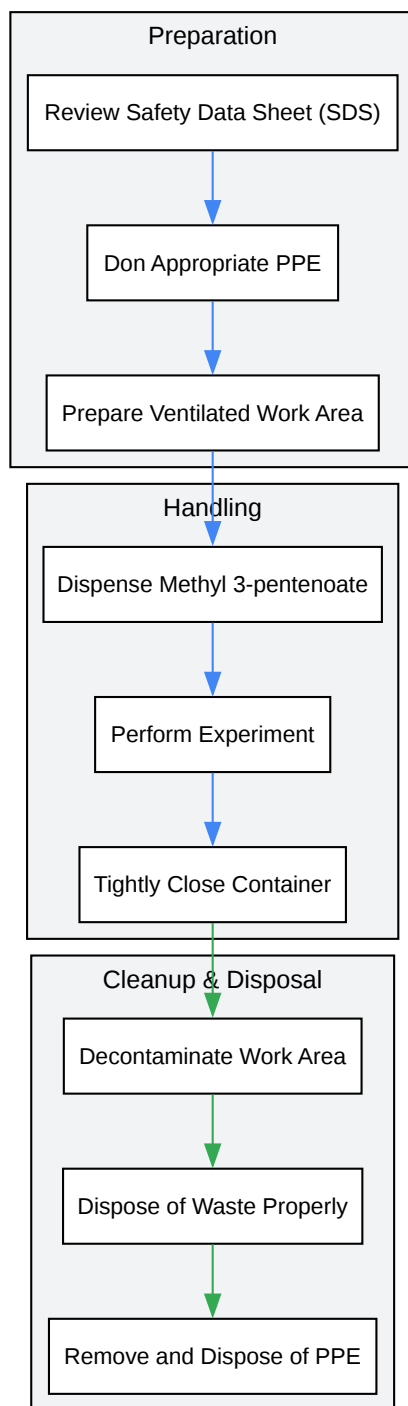 Preparation
Review Safety Data Sheet (SDS)
Don Appropriate PPE
Prepare Ventilated Work Area
Handling
Dispense Methyl 3-pentenoate
Perform Experiment
Tightly Close Container
Cleanup & Disposal
Decontaminate Work Area
Dispose of Waste Properly
Remove and Dispose of PPE